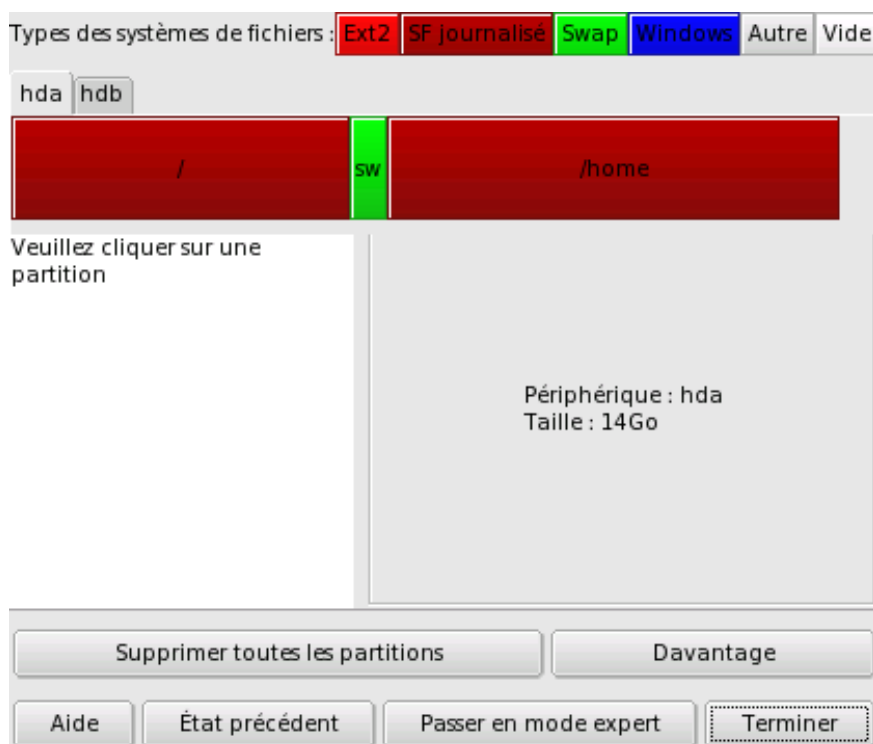 Types des systèmes de fichiers : Ext2 SF journalisé Swap Windows Autre Vide
hda hdb
/ sw /home
Veuillez cliquer sur une
partition
Périphérique : hda
Taille : 14Go
Supprimer toutes les partitions Davantage
Aide État précédent Passer en mode expert Terminer